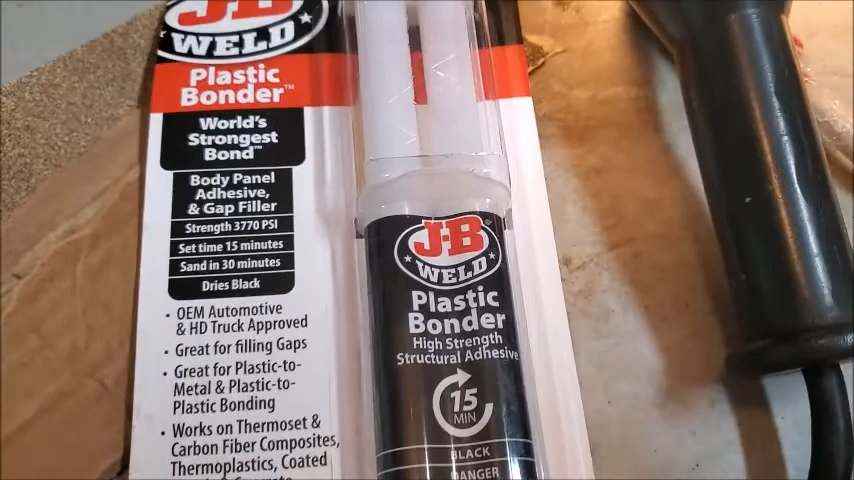 J-B
WELD
Plastic
Bonder™
World's
Strongest
Bond™
Body Panel
Adhesive,
& Gap Filler
Strength 3770 PSI
Set time 15 minutes
Sand in 30 minutes
Dries Black
• OEM Automotive
& HD Truck Approved
• Great for filling Gaps
• Great for Plastic-to-
Metal & Plastic-to-
Plastic Bonding
• Works on Thermoset &
Carbon Fiber Composites,
Thermoplastics, Coated
J-B®
WELD
Plastic
Bonder
High Strength
Structural Adhesive
15
MIN
BLACK
DANGER